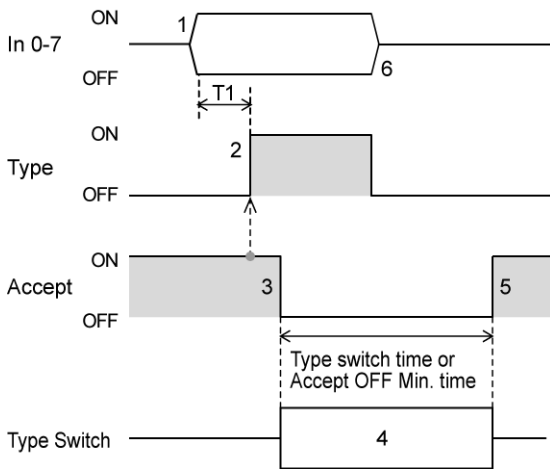 ON
In 0-7
1
OFF
6
T1
ON
Type
2
OFF
ON
Accept
3
5
OFF
Type switch time or
Accept OFF Min. time
Type Switch
4